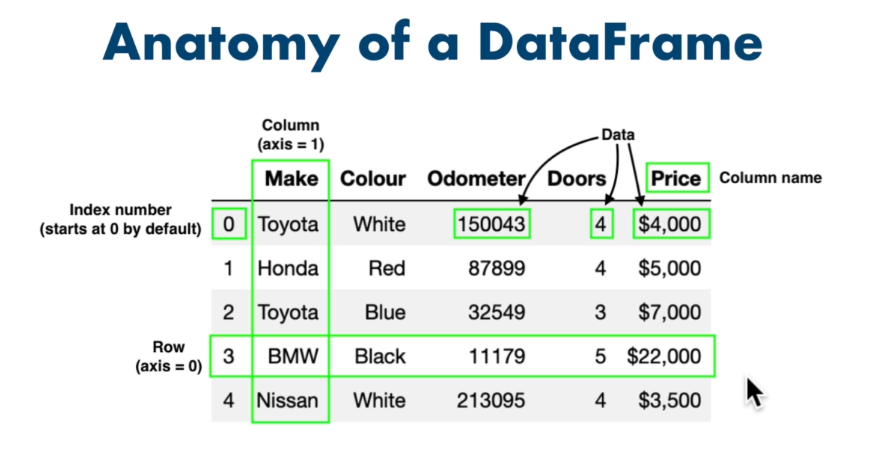 Anatomy of a DataFrame
Column
(axis = 1)
Data
Make Colour Odometer Doors Price Column name
Index number
(starts at 0 by default)
0 Toyota White 150043 4 $4,000
1 Honda Red 87899 4 $5,000
2 Toyota Blue 32549 3 $7,000
Row
(axis = 0)
3 BMW Black 11179 5 $22,000
4 Nissan White 213095 4 $3,500